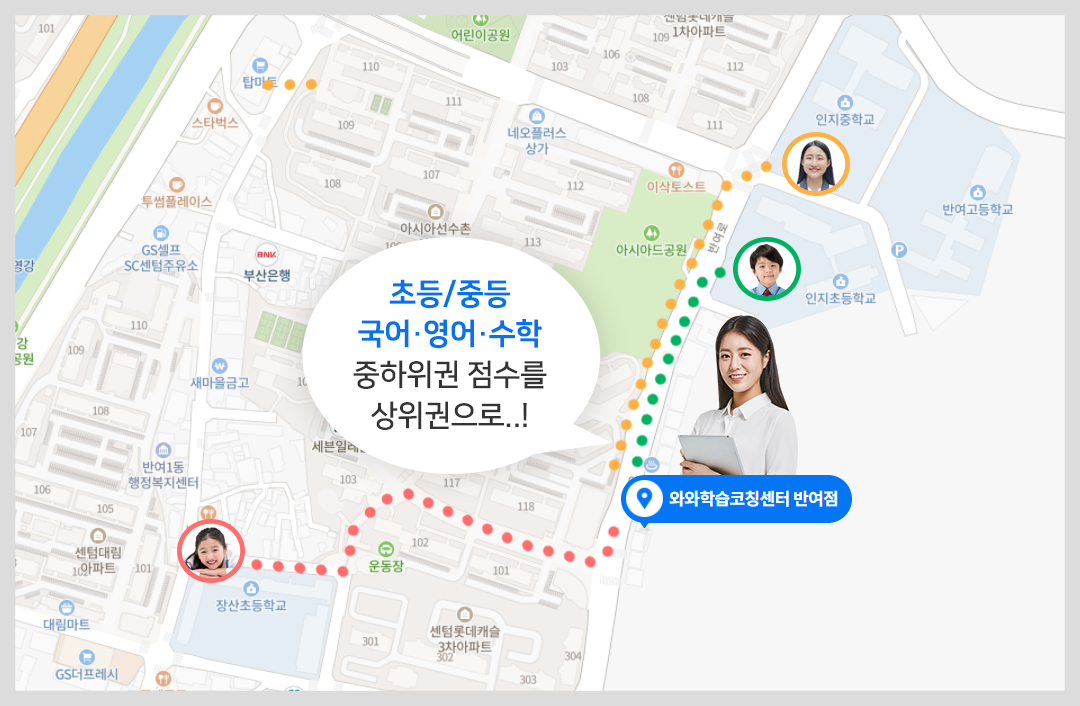 101
어린이공원
센텀롯데캐슬
1차아파트
109
106
110
103
112
탑마트
111
108
스타벅스
109
네오플러스
상가
111
인지중학교
107
108
112
이삭토스트
투썸플레이스
반여고등학교
아시아선수촌
113
아시아드공원
반여로
P
GS셀프
SC센텀주유소
BNK
부산은행
영강
인지초등학교
초등/중등
국어·영어·수학
중하위권 점수를
상위권으로..!
110
강
공원
109
새마을금고
10
108
107
세븐일레
반여1동
행정복지센터
103
117
106
105
118
와와학습코칭센터 반여점
센텀대림
아파트
102
101
102
운동장
101
장산초등학교
대림마트
센텀롯데캐슬
3차아파트
301
302
304
303
GS더프레시